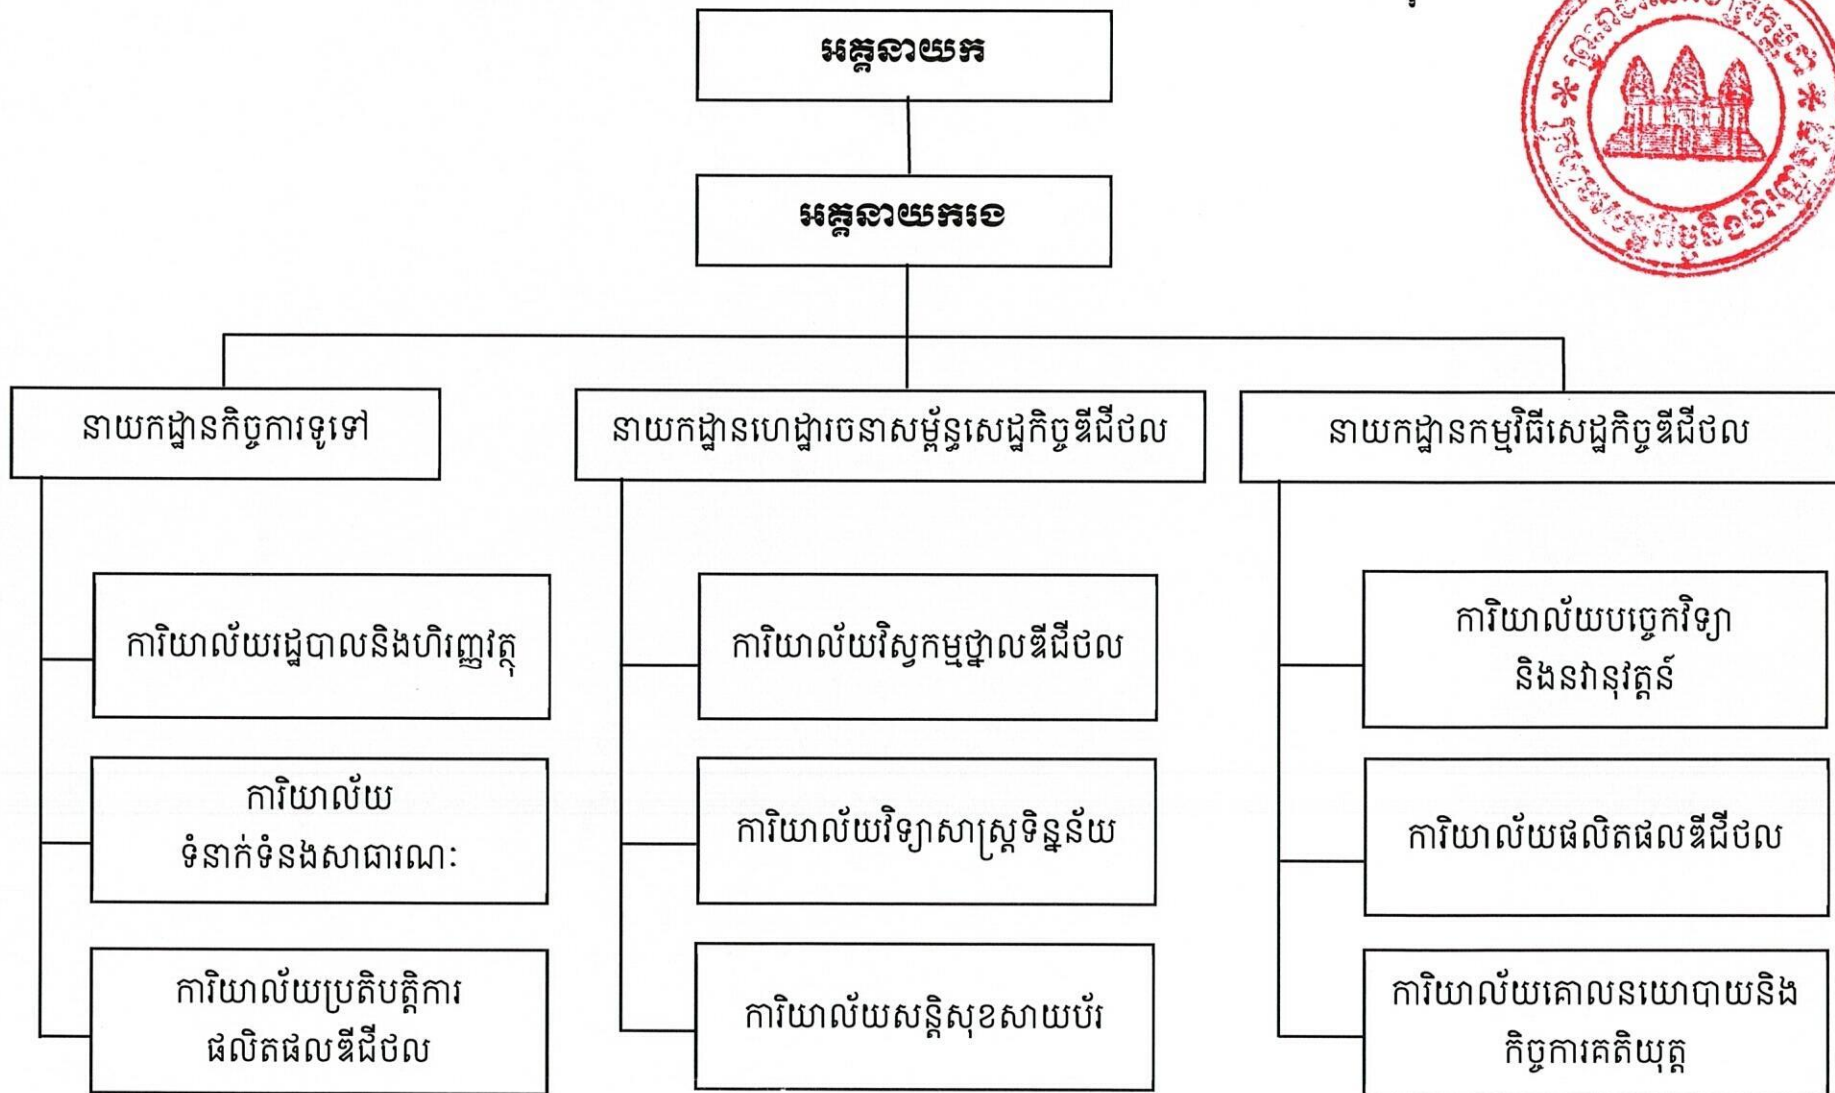 អគ្គនាយក
អគ្គនាយករង
នាយកដ្ឋានកិច្ចការទូទៅ
នាយកដ្ឋានហេដ្ឋារចនាសម្ព័ន្ធសេដ្ឋកិច្ចឌីជីថល
នាយកដ្ឋានកម្មវិធីសេដ្ឋកិច្ចឌីជីថល
ការិយាល័យរដ្ឋបាលនិងហិរញ្ញវត្ថុ
ការិយាល័យ
ទំនាក់ទំនងសាធារណៈ
ការិយាល័យប្រតិបត្តិការ
ផលិតផលឌីជីថល
ការិយាល័យវិស្វកម្មថ្នាលឌីជីថល
ការិយាល័យវិទ្យាសាស្ត្រទិន្នន័យ
ការិយាល័យសន្តិសុខសាយប័រ
ការិយាល័យបច្ចេកវិទ្យា
និងនវានុវត្តន៍
ការិយាល័យផលិតផលឌីជីថល
ការិយាល័យគោលនយោបាយនិង
កិច្ចការគតិយុត្ត